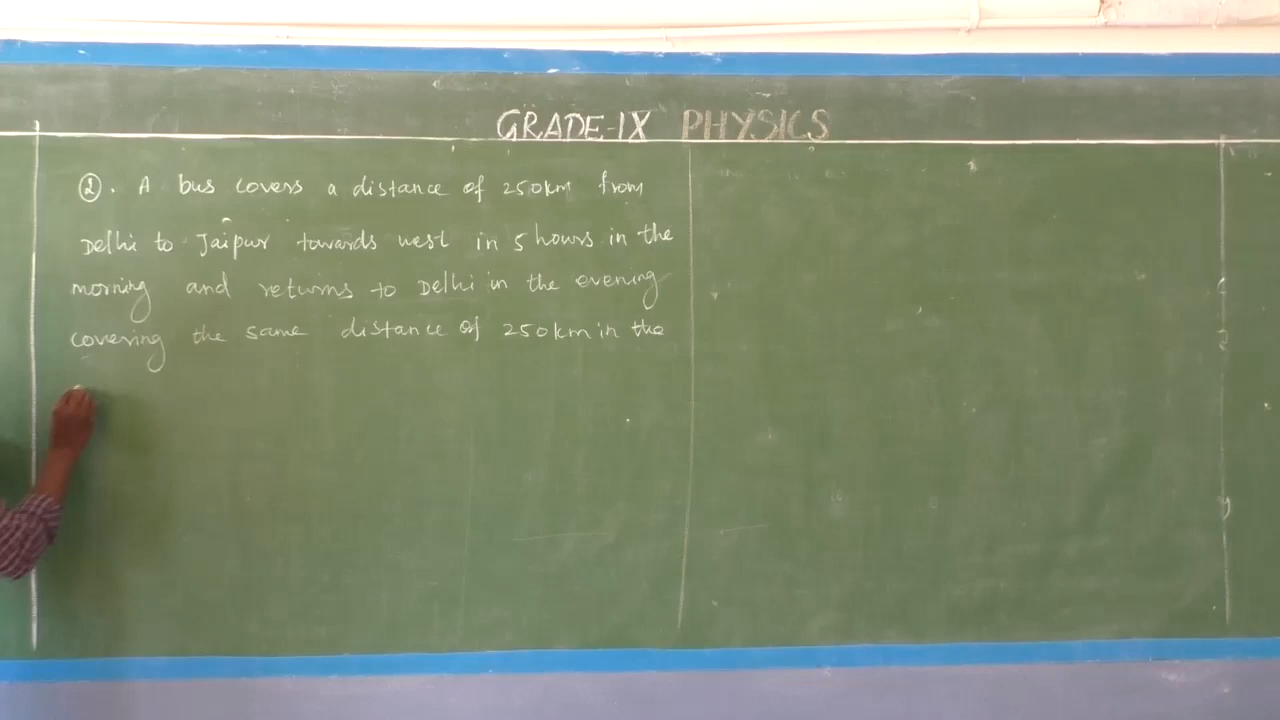 GRADE-IX PHYSICS
②. A bus covers a distance of 250km from
Delhi to Jaipur towards west in 5 hours in the
morning and returns to Delhi in the evening
covering the same distance of 250km in the